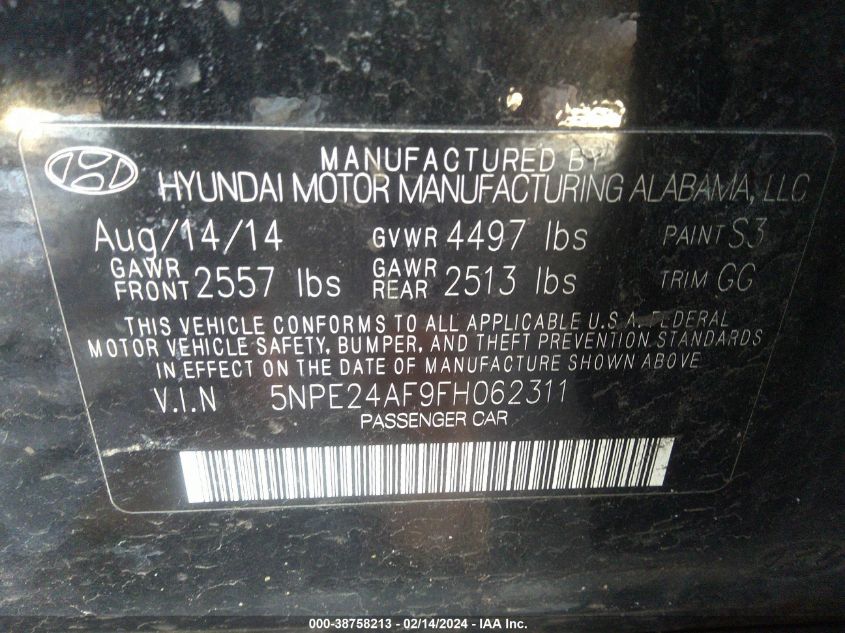 MANUFACTURED BY
HYUNDAI MOTOR MANUFACTURING ALABAMA, LLC
Aug/14/14 GVWR 4497 lbs PAINT S3
GAWR FRONT 2557 lbs GAWR REAR 2513 lbs TRIM GG
THIS VEHICLE CONFORMS TO ALL APPLICABLE U.S.A. FEDERAL
MOTOR VEHICLE SAFETY, BUMPER, AND THEFT PREVENTION STANDARDS
IN EFFECT ON THE DATE OF MANUFACTURE SHOWN ABOVE
V.I.N 5NPE24AF9FH062311
PASSENGER CAR
000-38758213 - 02/14/2024 - IAA Inc.